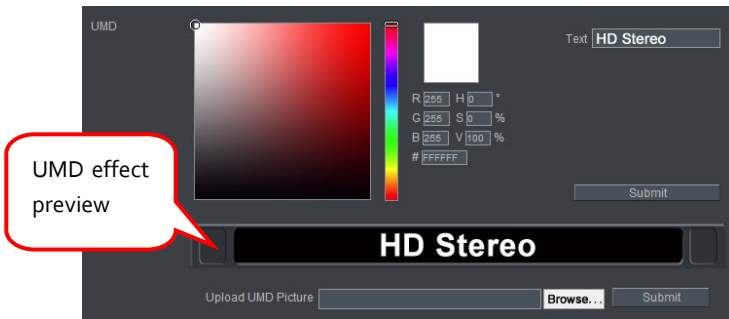 UMD
Text HD Stereo
R 255 H 0 °
G 255 S 0 %
B 255 V 100 %
# FFFFFF
UMD effect
preview
Submit
HD Stereo
Upload UMD Picture Browse... Submit